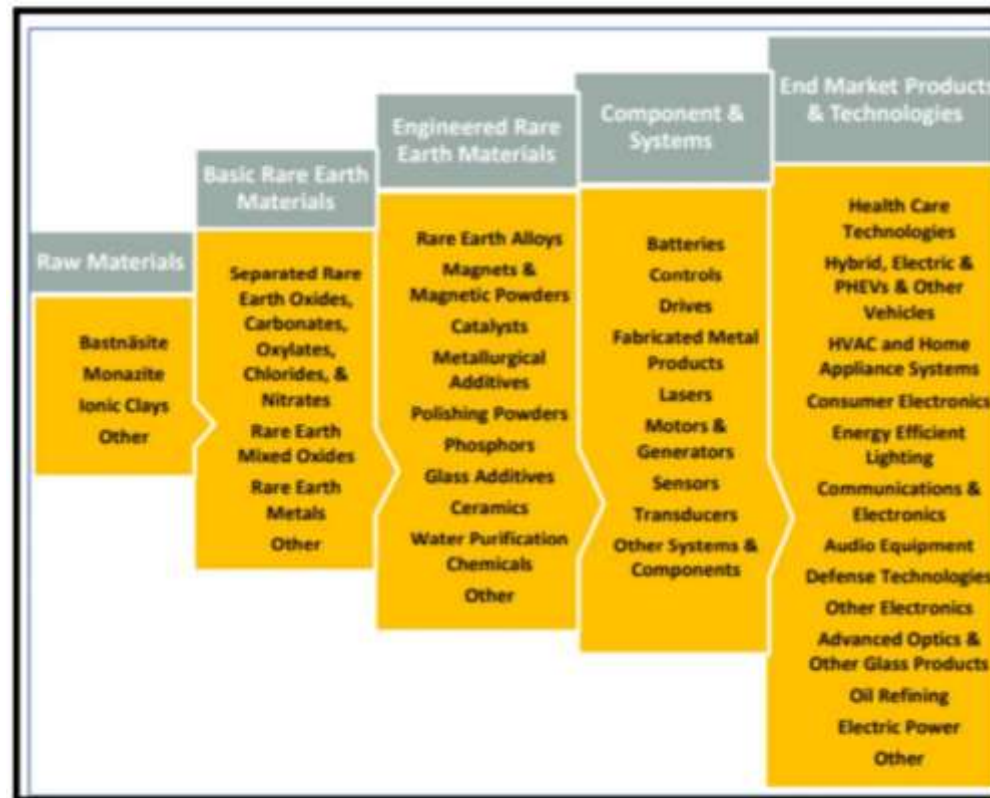 Raw Materials
Bastnäsite
Monazite
Ionic Clays
Other
Basic Rare Earth
Materials
Separated Rare
Earth Oxides,
Carbonates,
Oxylates,
Chlorides, &
Nitrates
Rare Earth
Mixed Oxides
Rare Earth
Metals
Other
Engineered Rare
Earth Materials
Rare Earth Alloys
Magnets &
Magnetic Powders
Catalysts
Metallurgical
Additives
Polishing Powders
Phosphors
Glass Additives
Ceramics
Water Purification
Chemicals
Other
Component &
Systems
Batteries
Controls
Drives
Fabricated Metal
Products
Lasers
Motors &
Generators
Sensors
Transducers
Other Systems &
Components
End Market Products
& Technologies
Health Care
Technologies
Hybrid, Electric &
PHEVs & Other
Vehicles
HVAC and Home
Appliance Systems
Consumer Electronics
Energy Efficient
Lighting
Communications &
Electronics
Audio Equipment
Defense Technologies
Other Electronics
Advanced Optics &
Other Glass Products
Oil Refining
Electric Power
Other